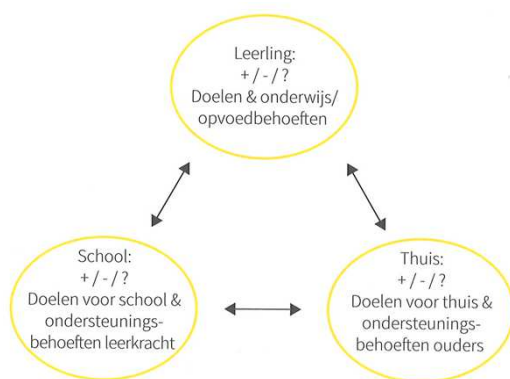 Leerling:
+ / - / ?
Doelen & onderwijs/
opvoedbehoeften
School:
+ / - / ?
Doelen voor school &
ondersteunings-
behoeften leerkracht
Thuis:
+ / - / ?
Doelen voor thuis &
ondersteunings-
behoeften ouders